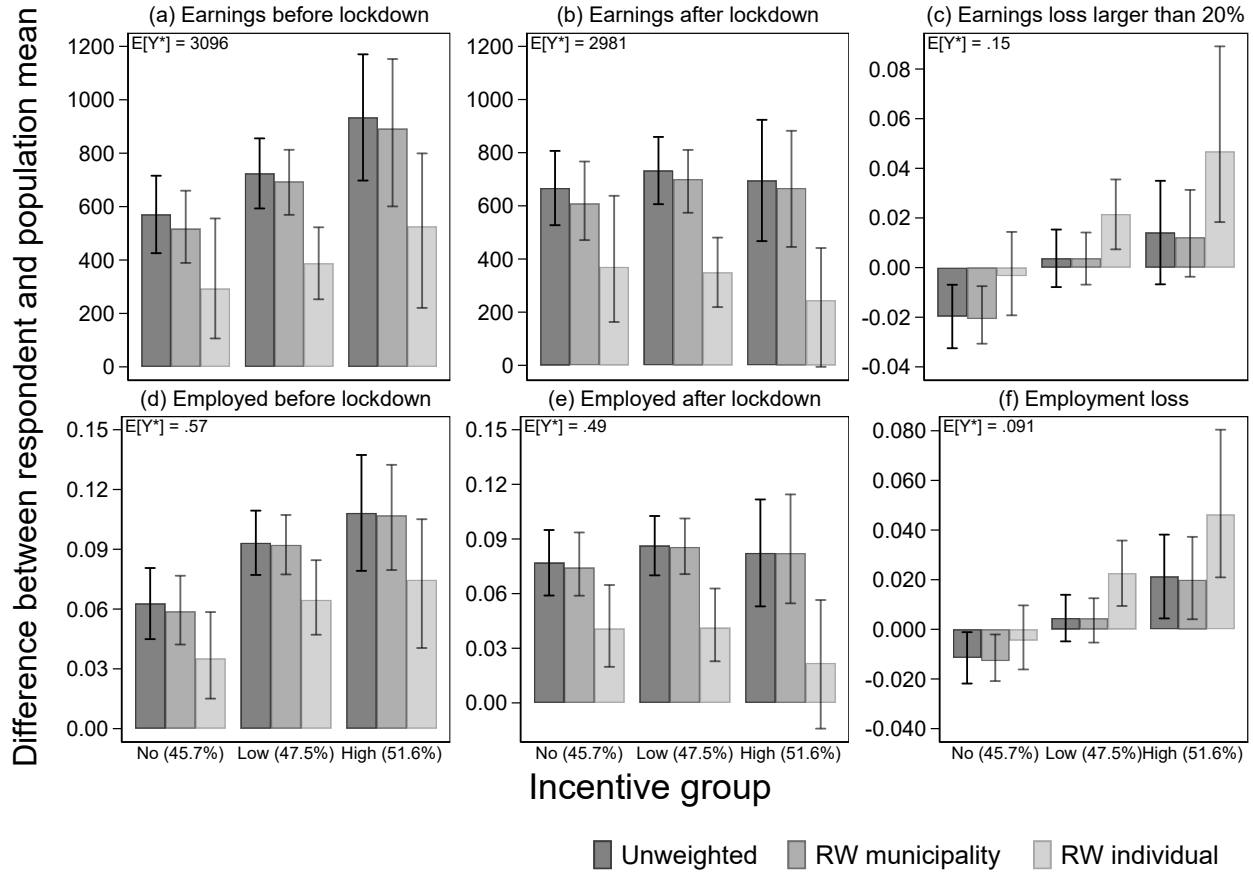 Difference between respondent and population mean
(a) Earnings before lockdown
E[Y*] = 3096
1200
1000
800
600
400
200
0
(b) Earnings after lockdown
E[Y*] = 2981
1200
1000
800
600
400
200
0
(c) Earnings loss larger than 20%
E[Y*] = .15
0.08
0.06
0.04
0.02
0.00
-0.02
-0.04
(d) Employed before lockdown
E[Y*] = .57
0.15
0.12
0.09
0.06
0.03
0.00
No (45.7%) Low (47.5%) High (51.6%)
(e) Employed after lockdown
E[Y*] = .49
0.15
0.12
0.09
0.06
0.03
0.00
No (45.7%) Low (47.5%) High (51.6%)
(f) Employment loss
E[Y*] = .091
0.080
0.060
0.040
0.020
0.000
-0.020
-0.040
No (45.7%) Low (47.5%)High (51.6%)
Incentive group
Unweighted RW municipality RW individual